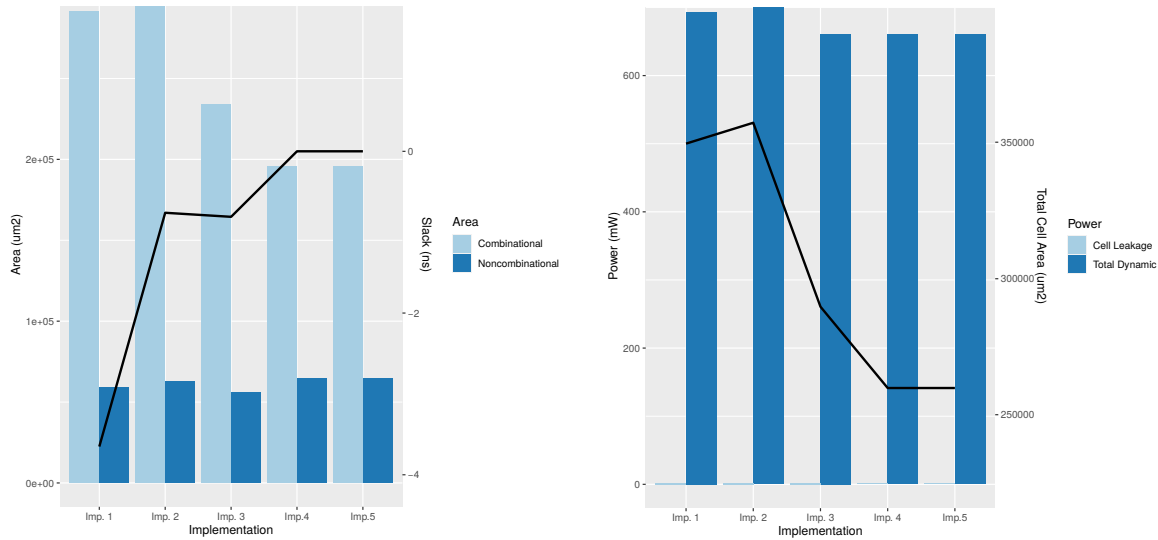 Area (um2)
2e+05
1e+05
0e+00
Imp. 1
Imp. 2
Imp. 3
Imp.4
Imp.5
Implementation
0
−2
−4
Slack (ns)
Area
Combinational
Noncombinational
Power (mW)
600
400
200
0
Imp. 1
Imp. 2
Imp. 3
Imp. 4
Imp.5
Implementation
350000
300000
250000
Total Cell Area (um2)
Power
Cell Leakage
Total Dynamic